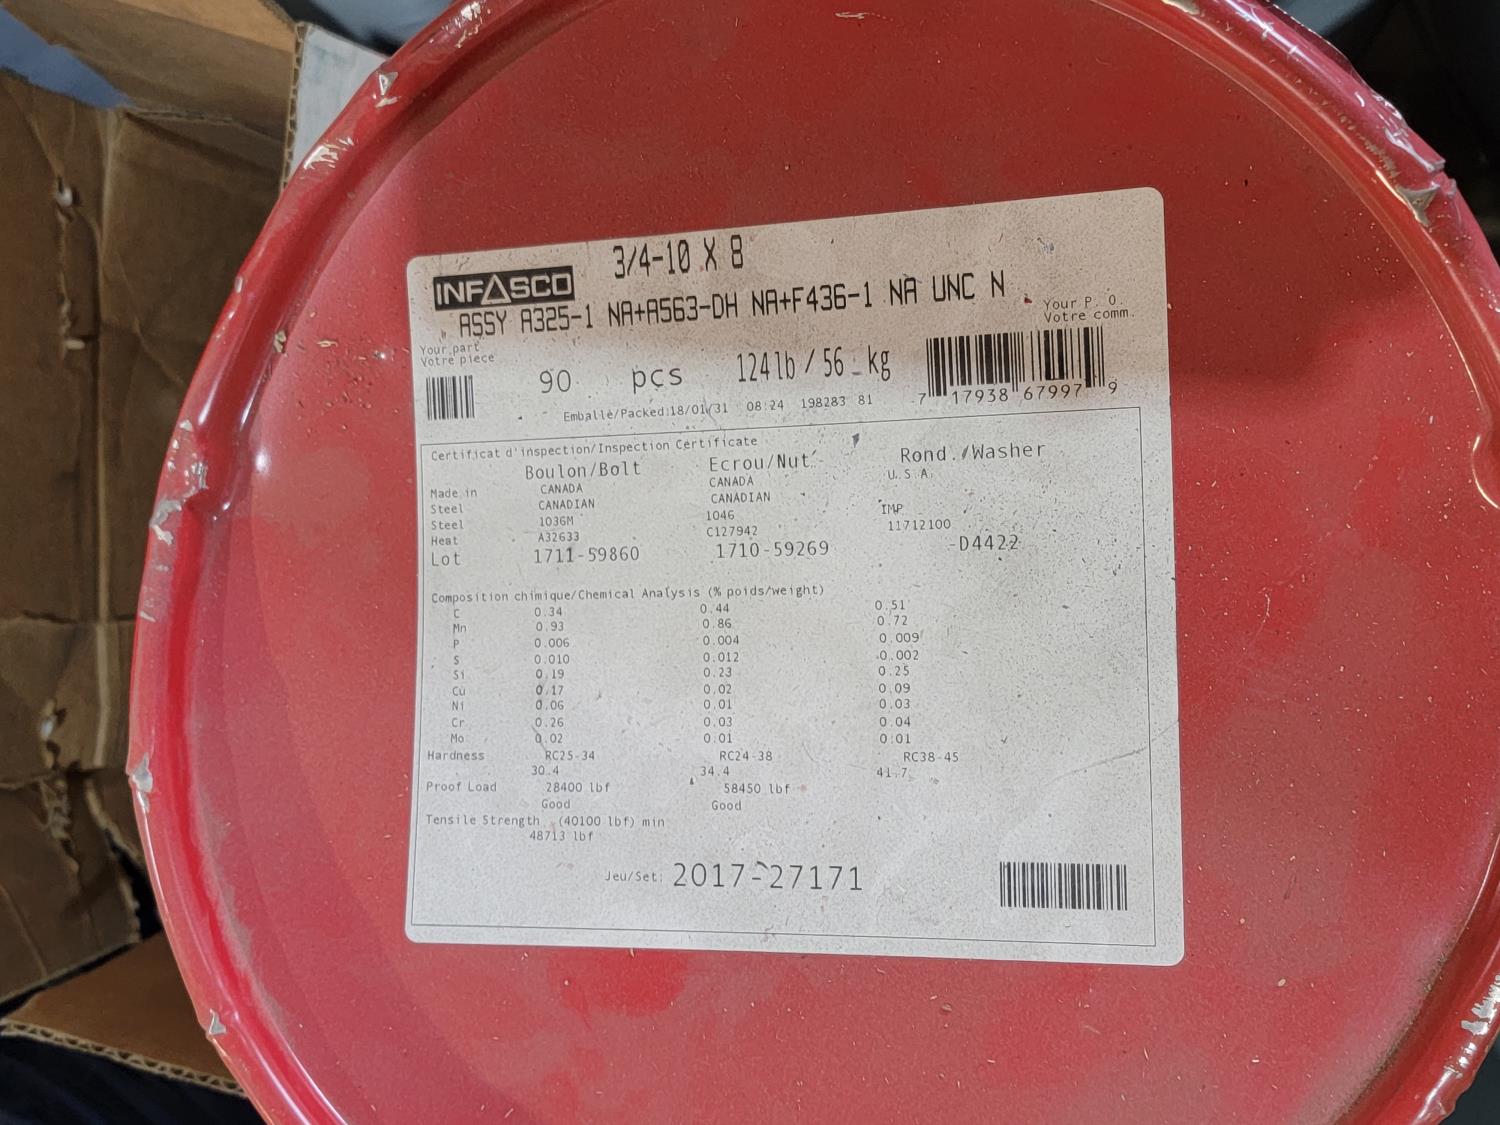 3/4-10 X 8
INFASCO
ASSY A325-1 NA+A563-DH NA+F436-1 NA UNC N
Your P. O.
Votre comm.
Your part
Votre piece
90 pcs 124 lb / 56 kg
7 17938 67997 9
Emballe/Packed:18/01/31 08:24 198283 81
Certificat d'inspection/Inspection Certificate
Boulon/Bolt Ecrou/Nut Rond./Washer
Made in CANADA CANADA U.S.A.
Steel CANADIAN CANADIAN IMP
Steel 1036M 1046 11712100
Heat A32633 C127942
Lot 1711-59860 1710-59269 -D4422
Composition chimique/Chemical Analysis (% poids/weight)
C 0.34 0.44 0.51
Mn 0.93 0.86 0.72
P 0.006 0.004 0.009
S 0.010 0.012 0.002
Si 0.19 0.23 0.25
Cu 0.17 0.02 0.09
Ni 0.06 0.01 0.03
Cr 0.26 0.03 0.04
Mo 0.02 0.01 0.01
Hardness RC25-34 RC24-38 RC38-45
30.4 34.4 41.7
Proof Load 28400 lbf 58450 lbf
Good Good
Tensile Strength (40100 lbf) min
48713 lbf
Jeu/Set: 2017-27171